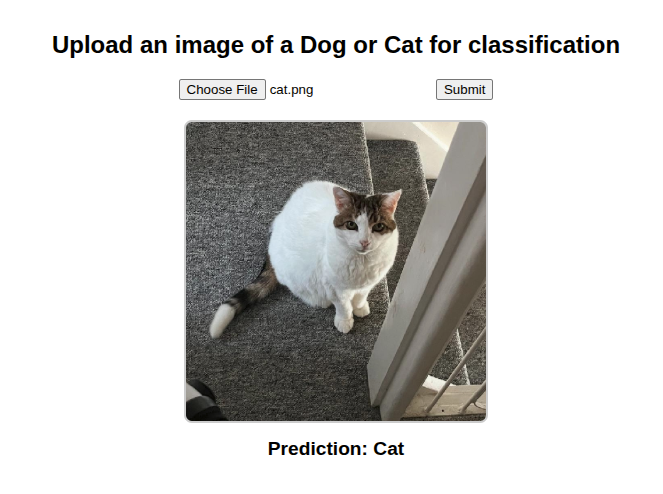 Upload an image of a Dog or Cat for classification
Choose File cat.png Submit
Prediction: Cat